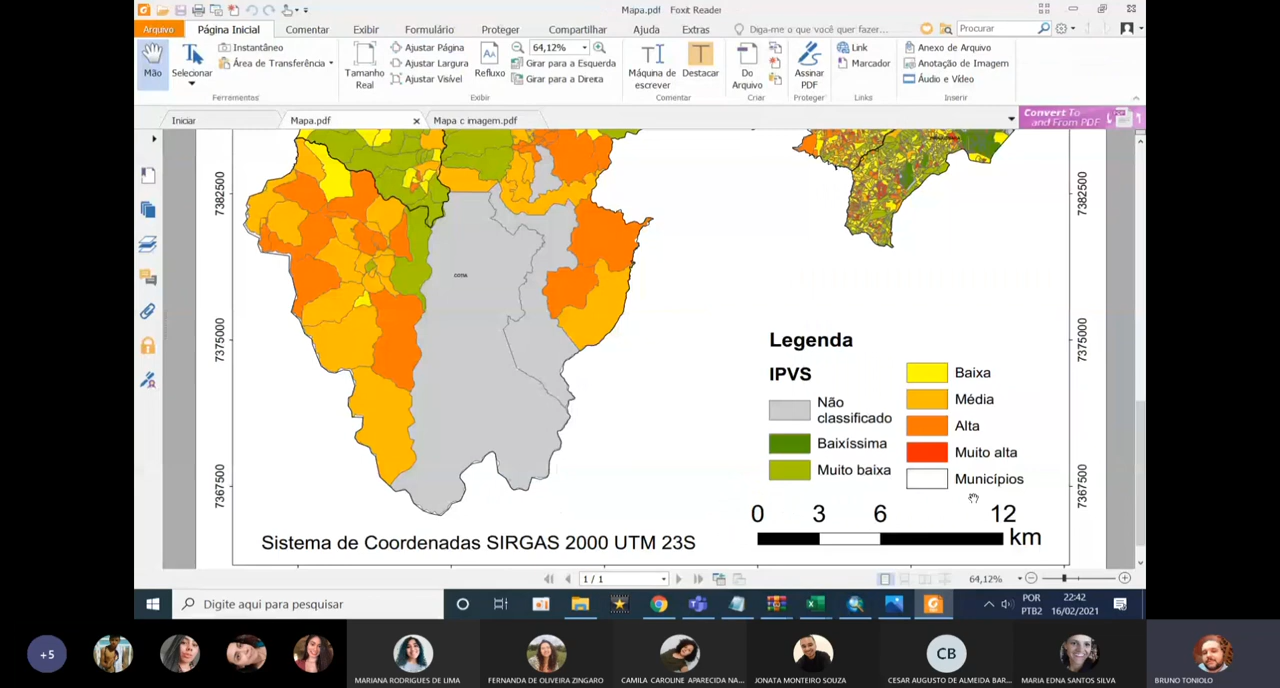 Mapa.pdf - Foxit Reader
Arquivo Página Inicial Comentar Exibir Formulário Proteger Compartilhar Ajuda Extras Diga-me o que você quer fazer... Procurar
Mão
Selecionar
Instantâneo
Área de Transferência
Ferramentas
Tamanho Real
Ajustar Página
Ajustar Largura
Ajustar Visível
Refluxo
64,12%
Girar para a Esquerda
Girar para a Direita
Exibir
Máquina de escrever
Destacar
Comentar
Do Arquivo
Criar
Assinar PDF
Proteger
Link
Marcador
Links
Anexo de Arquivo
Anotação de Imagem
Áudio e Vídeo
Inserir
Iniciar Mapa.pdf Mapa c imagem.pdf
Convert To
and From PDF
7382500
7375000
7367500
7382500
7375000
7367500
COTIA
Legenda
IPVS
Não
classificado
Baixíssima
Muito baixa
Baixa
Média
Alta
Muito alta
Municípios
0 3 6 12
km
Sistema de Coordenadas SIRGAS 2000 UTM 23S
1 / 1
64,12%
Digite aqui para pesquisar
POR
PTB2
22:42
16/02/2021
+5
MARIANA RODRIGUES DE LIMA
FERNANDA DE OLIVEIRA ZINGARO
CAMILA CAROLINE APARECIDA NA...
JONATA MONTEIRO SOUZA
CB
CESAR AUGUSTO DE ALMEIDA BAR...
MARIA EDNA SANTOS SILVA
BRUNO TONIOLO